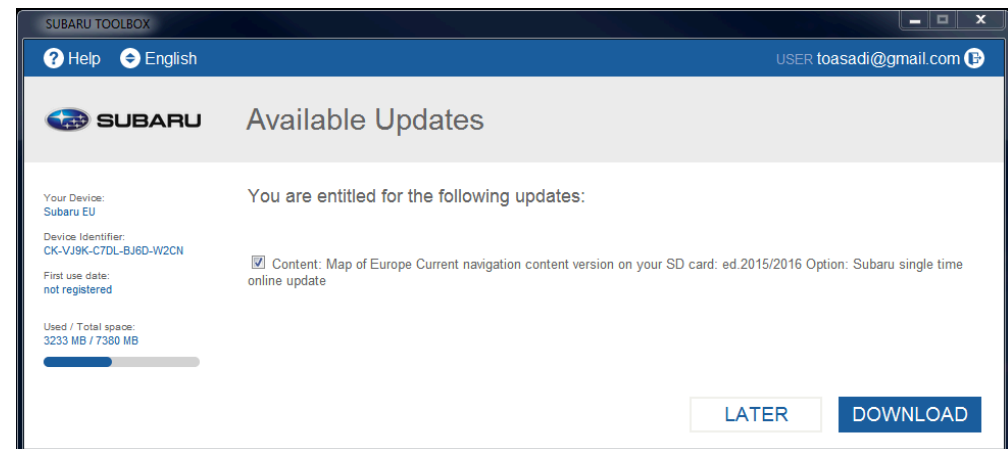 SUBARU TOOLBOX
? Help English
USER toasadi@gmail.com
SUBARU
Available Updates
Your Device:
Subaru EU
Device Identifier:
CK-VJ9K-C7DL-BJ6D-W2CN
First use date:
not registered
Used / Total space:
3233 MB / 7380 MB
You are entitled for the following updates:
Content: Map of Europe Current navigation content version on your SD card: ed.2015/2016 Option: Subaru single time
online update
LATER
DOWNLOAD